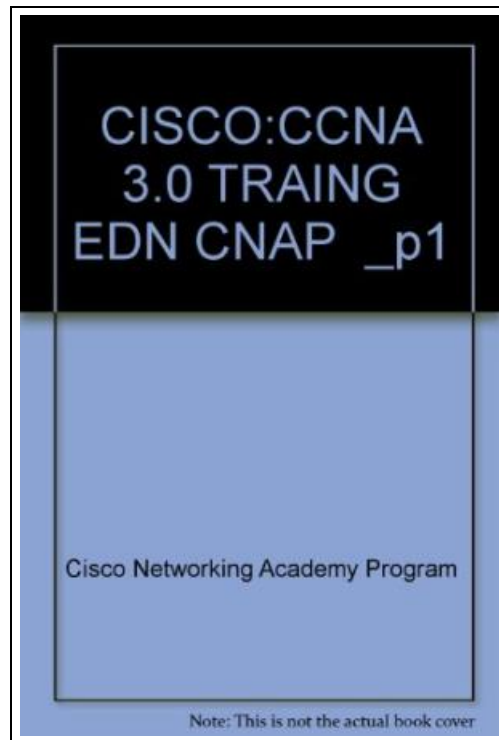 CISCO:CCNA
3.0 TRAING
EDN CNAP _p1
Cisco Networking Academy Program
Note: This is not the actual book cover